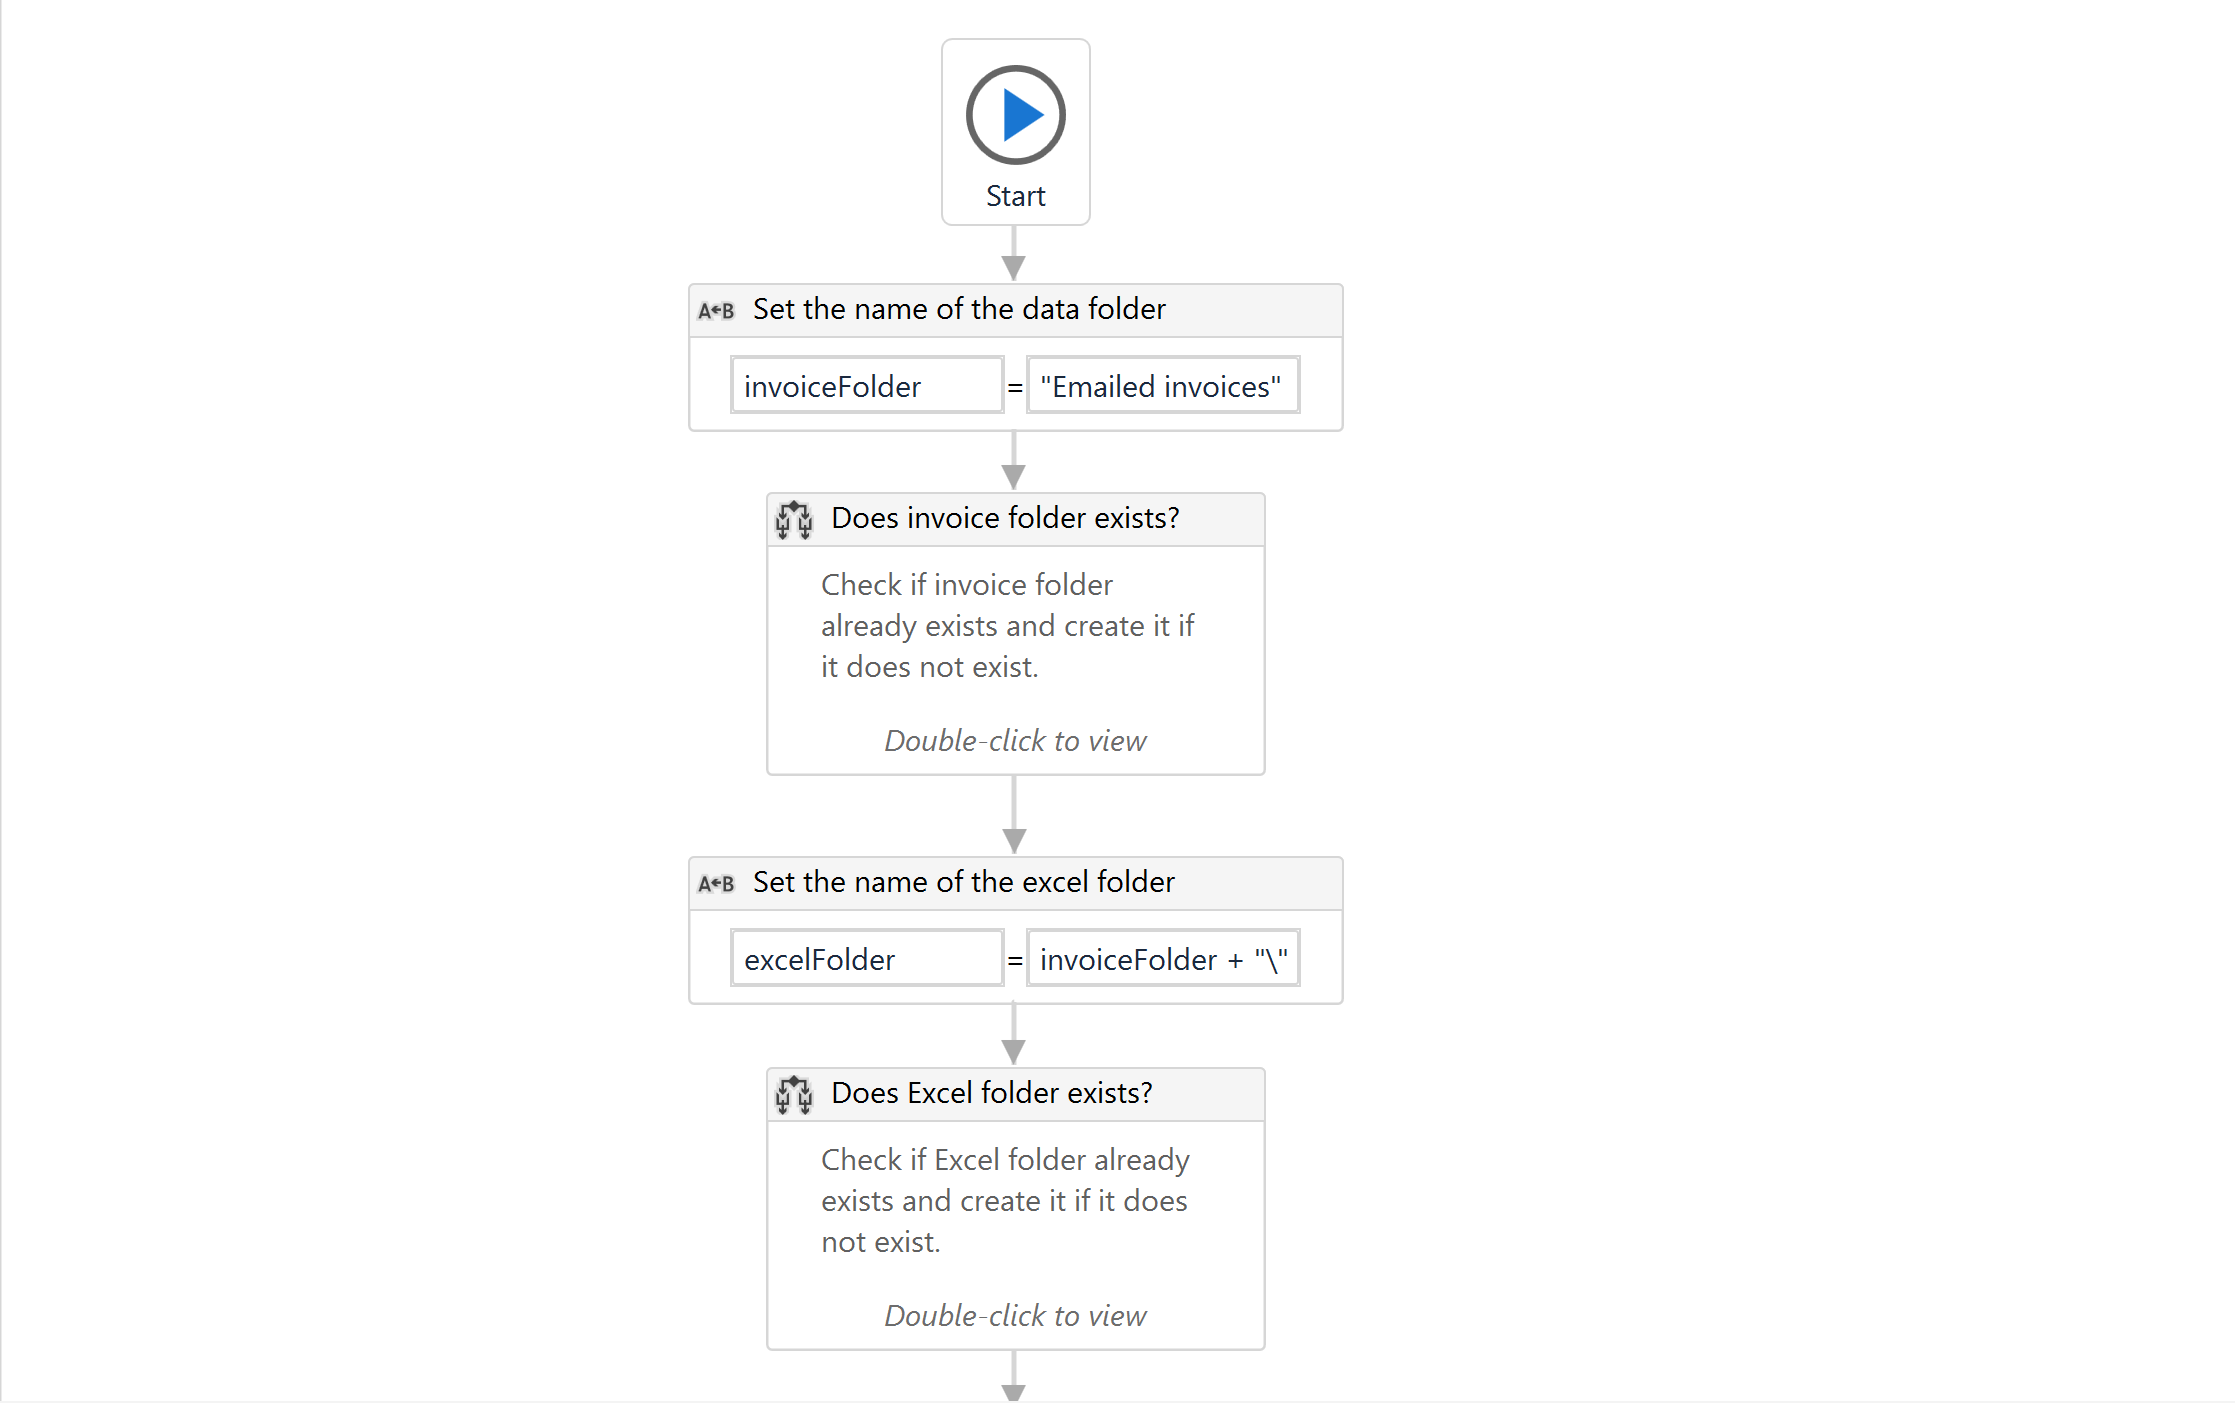 Start
A←B Set the name of the data folder
invoiceFolder = "Emailed invoices"
Does invoice folder exists?
Check if invoice folder
already exists and create it if
it does not exist.
Double-click to view
A←B Set the name of the excel folder
excelFolder = invoiceFolder + "\"
Does Excel folder exists?
Check if Excel folder already
exists and create it if it does
not exist.
Double-click to view